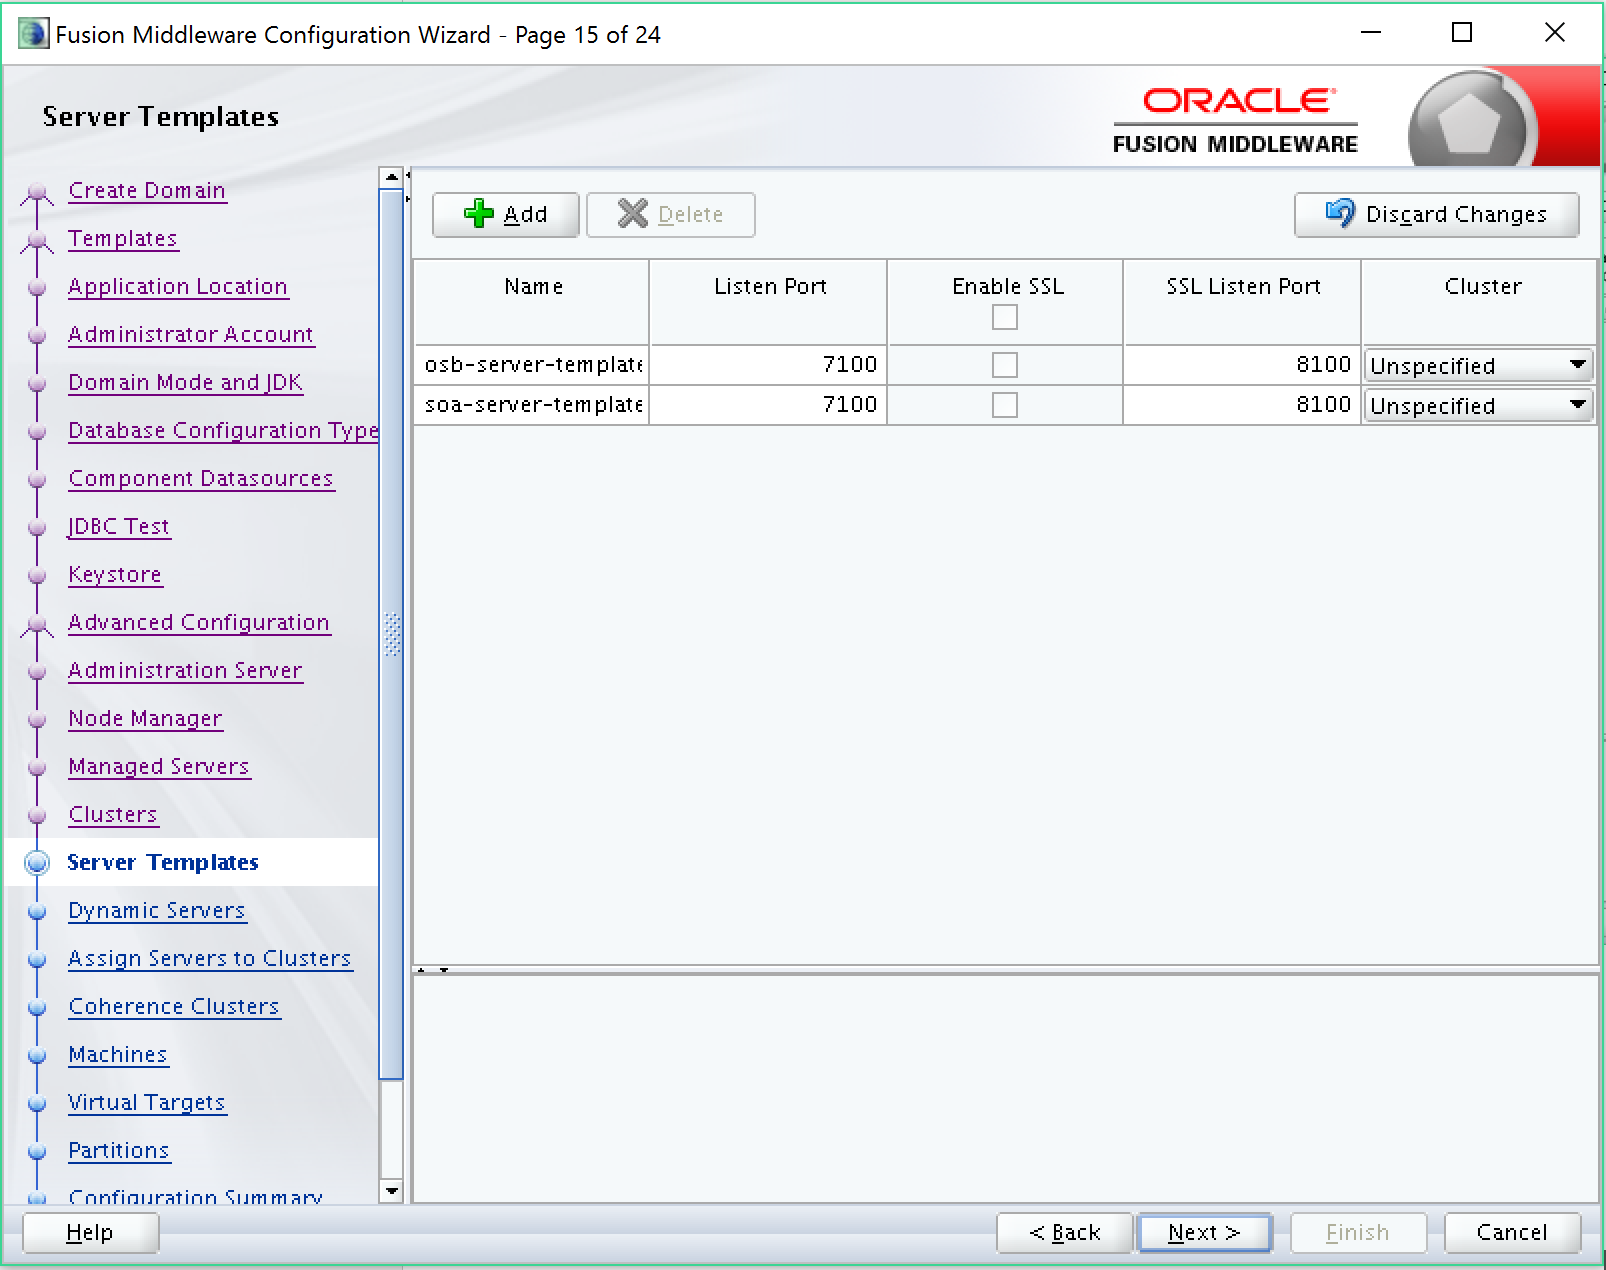 Fusion Middleware Configuration Wizard - Page 15 of 24
Server Templates
ORACLE
FUSION MIDDLEWARE
Create Domain
Templates
Application Location
Administrator Account
Domain Mode and JDK
Database Configuration Type
Component Datasources
JDBC Test
Keystore
Advanced Configuration
Administration Server
Node Manager
Managed Servers
Clusters
Server Templates
Dynamic Servers
Assign Servers to Clusters
Coherence Clusters
Machines
Virtual Targets
Partitions
Configuration Summary
Add Delete Discard Changes
Name Listen Port Enable SSL SSL Listen Port Cluster
osb-server-template 7100 8100 Unspecified
soa-server-template 7100 8100 Unspecified
Help < Back Next > Finish Cancel